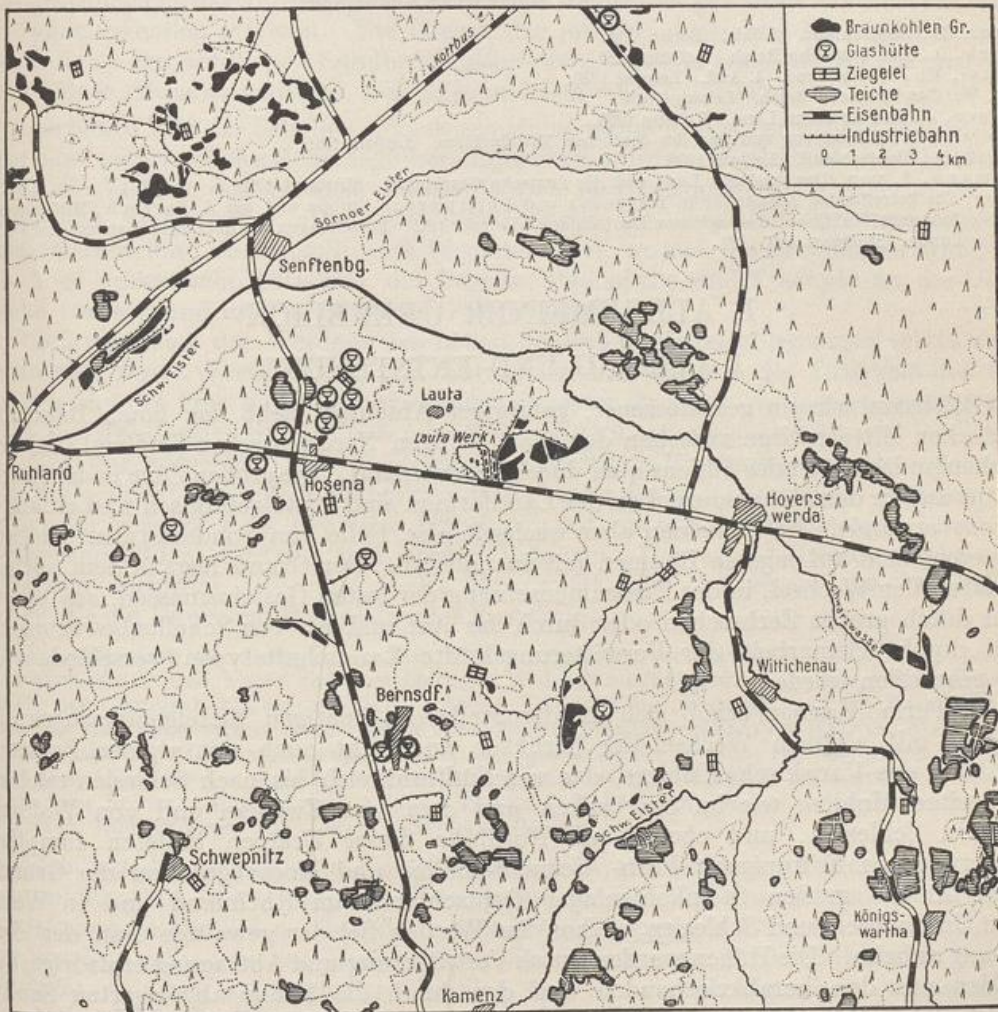 Braunkohlen Gr.
Glashütte
Ziegelei
Teiche
Eisenbahn
Industriebahn
0 1 2 3 4 km
v. Kottbus
Sornoer Elster
Senftenbg.
Schw. Elster
Lauta
Lauta Werk
Ruhland
Hosena
Hoyers-
werda
Schwarzwasser
Wittichenau
Bernsdf.
Schw. Elster
Schwepnitz
Königs-
wartha
Kamenz